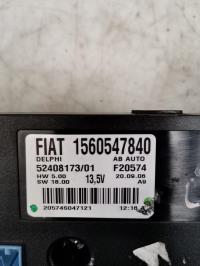 FIAT 1560547840
DELPHI AB AUTO
52408173/01 F20574
HW 5.00 13,5V 20.09.06
SW 18.00 A9
205746047121 12:18